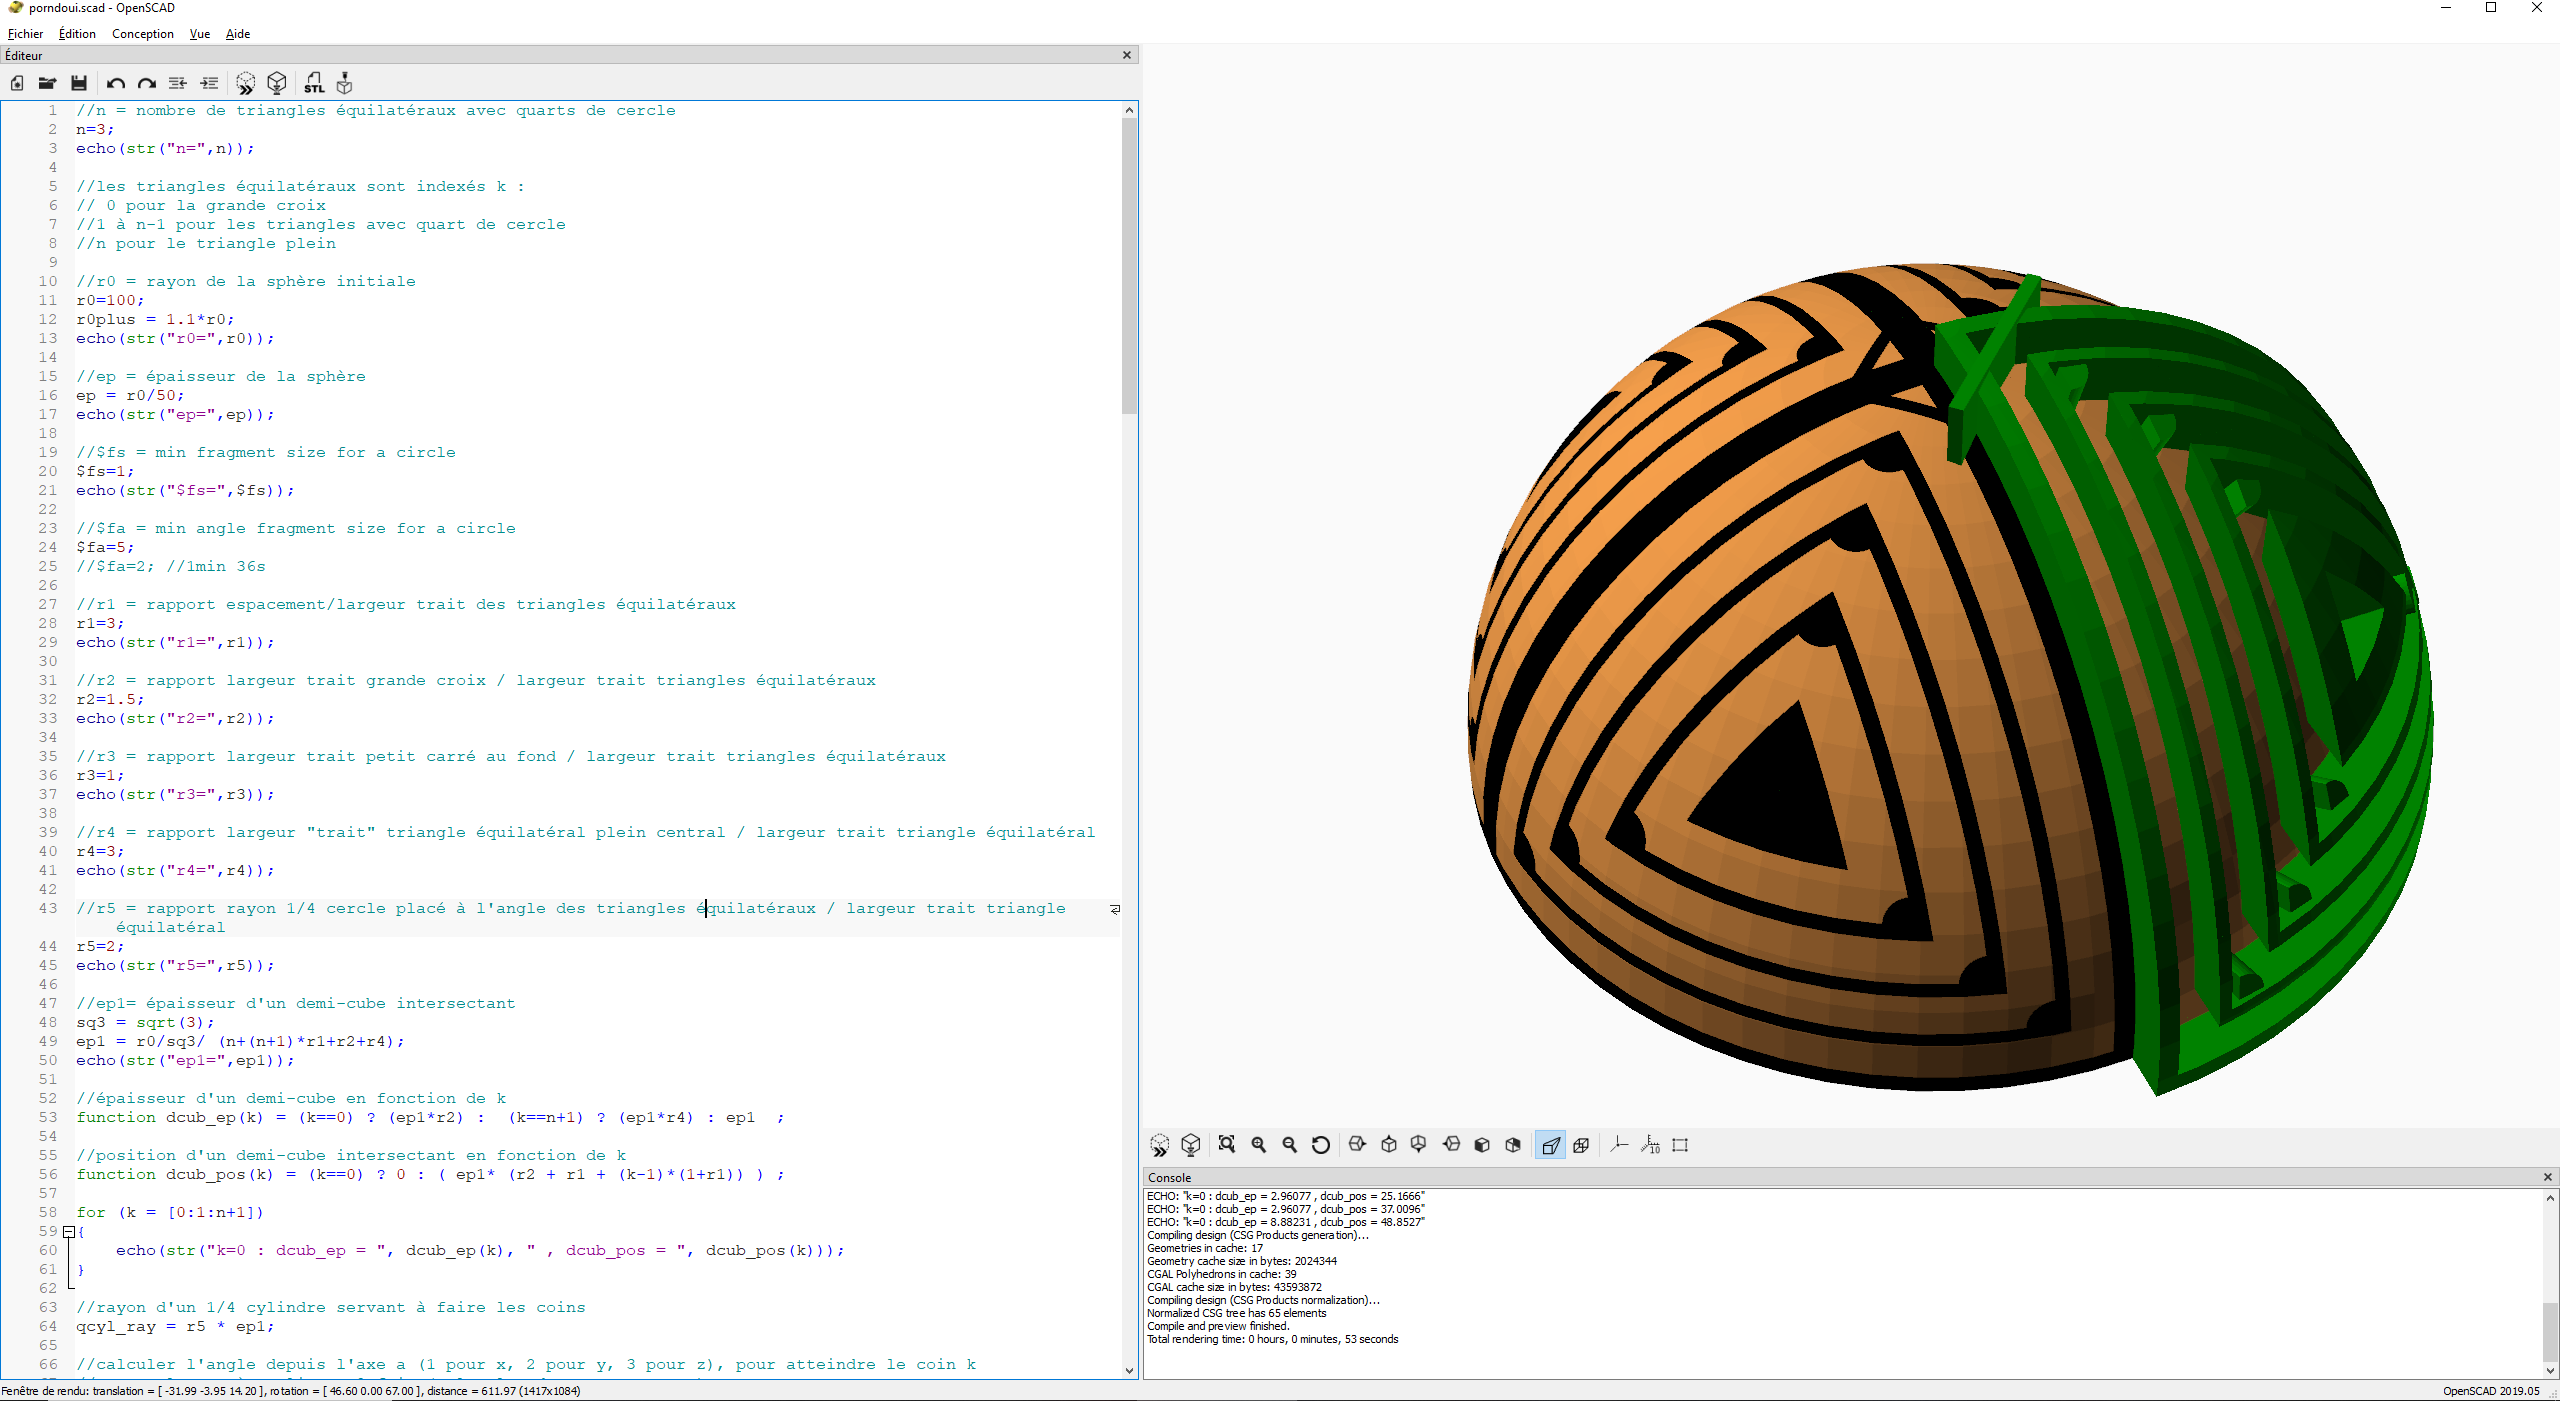 porndoui.scad - OpenSCAD
Fichier Édition Conception Vue Aide
Éditeur
STL
1 //n = nombre de triangles équilatéraux avec quarts de cercle
2 n=3;
3 echo(str("n=",n));
4
5 //les triangles équilatéraux sont indexés k :
6 // 0 pour la grande croix
7 //1 à n-1 pour les triangles avec quart de cercle
8 //n pour le triangle plein
9
10 //r0 = rayon de la sphère initiale
11 r0=100;
12 r0plus = 1.1*r0;
13 echo(str("r0=",r0));
14
15 //ep = épaisseur de la sphère
16 ep = r0/50;
17 echo(str("ep=",ep));
18
19 //$fs = min fragment size for a circle
20 $fs=1;
21 echo(str("$fs=",$fs));
22
23 //$fa = min angle fragment size for a circle
24 $fa=5;
25 //$fa=2; //1min 36s
26
27 //r1 = rapport espacement/largeur trait des triangles équilatéraux
28 r1=3;
29 echo(str("r1=",r1));
30
31 //r2 = rapport largeur trait grande croix / largeur trait triangles équilatéraux
32 r2=1.5;
33 echo(str("r2=",r2));
34
35 //r3 = rapport largeur trait petit carré au fond / largeur trait triangles équilatéraux
36 r3=1;
37 echo(str("r3=",r3));
38
39 //r4 = rapport largeur "trait" triangle équilatéral plein central / largeur trait triangle équilatéral
40 r4=3;
41 echo(str("r4=",r4));
42
43 //r5 = rapport rayon 1/4 cercle placé à l'angle des triangles équilatéraux / largeur trait triangle
équilatéral
44 r5=2;
45 echo(str("r5=",r5));
46
47 //ep1= épaisseur d'un demi-cube intersectant
48 sq3 = sqrt(3);
49 ep1 = r0/sq3/ (n+(n+1)*r1+r2+r4);
50 echo(str("ep1=",ep1));
51
52 //épaisseur d'un demi-cube en fonction de k
53 function dcub_ep(k) = (k==0) ? (ep1*r2) :  (k==n+1) ? (ep1*r4) : ep1  ;
54
55 //position d'un demi-cube intersectant en fonction de k
56 function dcub_pos(k) = (k==0) ? 0 : ( ep1* (r2 + r1 + (k-1)*(1+r1)) ) ;
57
58 for (k = [0:1:n+1])
59 {
60     echo(str("k=0 : dcub_ep = ", dcub_ep(k), " , dcub_pos = ", dcub_pos(k)));
61 }
62
63 //rayon d'un 1/4 cylindre servant à faire les coins
64 qcyl_ray = r5 * ep1;
65
66 //calculer l'angle depuis l'axe a (1 pour x, 2 pour y, 3 pour z), pour atteindre le coin k
10
Console
ECHO: "k=0 : dcub_ep = 2.96077 , dcub_pos = 25.1666"
ECHO: "k=0 : dcub_ep = 2.96077 , dcub_pos = 37.0096"
ECHO: "k=0 : dcub_ep = 8.88231 , dcub_pos = 48.8527"
Compiling design (CSG Products generation)...
Geometries in cache: 17
Geometry cache size in bytes: 2024344
CGAL Polyhedrons in cache: 39
CGAL cache size in bytes: 43593872
Compiling design (CSG Products normalization)...
Normalized CSG tree has 65 elements
Compile and preview finished.
Total rendering time: 0 hours, 0 minutes, 53 seconds
Fenêtre de rendu: translation = [ -31.99 -3.95 14.20 ], rotation = [ 46.60 0.00 67.00 ], distance = 611.97 (1417x1084)
OpenSCAD 2019.05